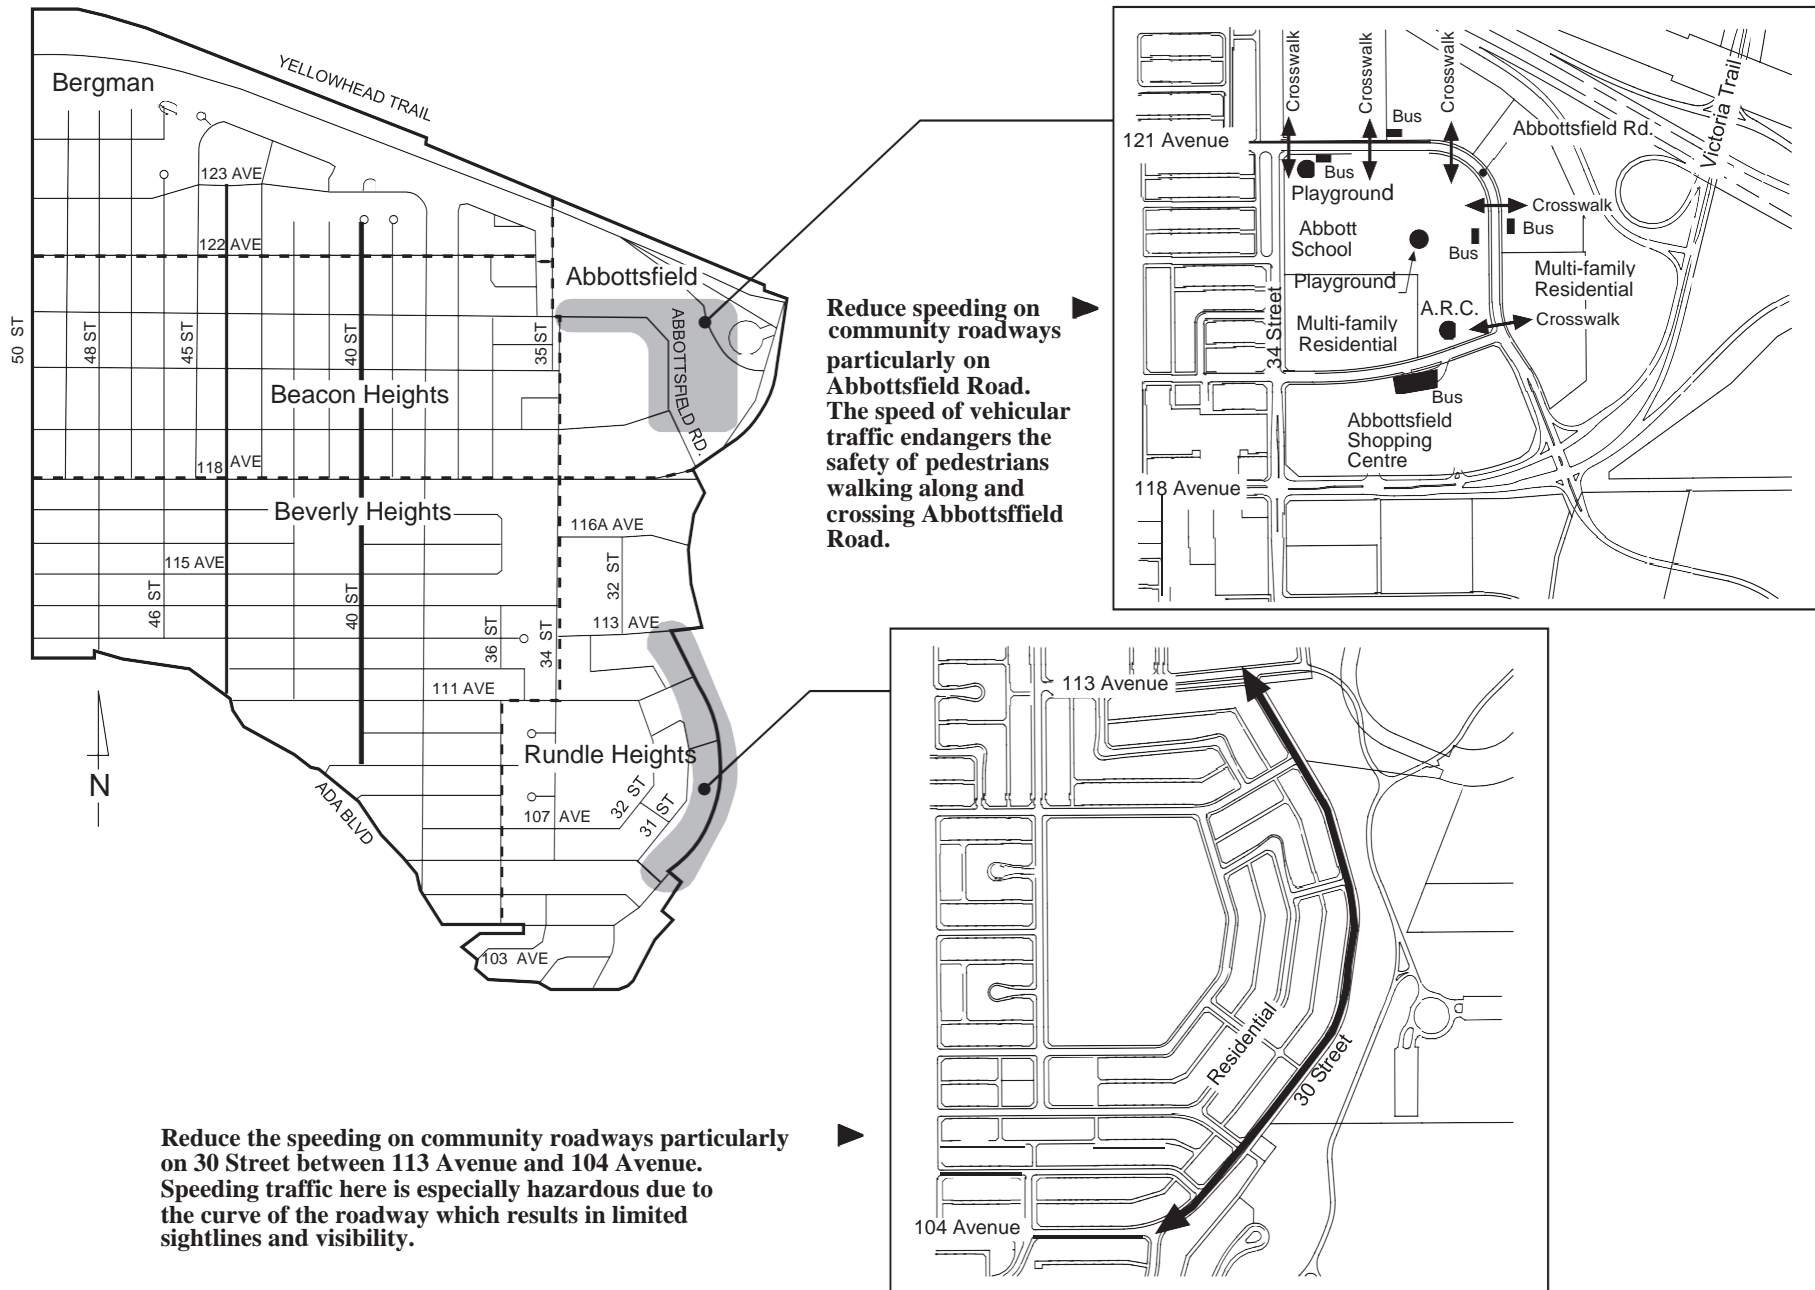 Bergman
YELLOWHEAD TRAIL
123 AVE
122 AVE
Abbottsfield
50 ST
48 ST
45 ST
40 ST
35 ST
ABBOTTSFIELD RD.
Beacon Heights
118 AVE
Beverly Heights
116A AVE
115 AVE
46 ST
40 ST
36 ST
34 ST
32 ST
113 AVE
111 AVE
Rundle Heights
N
ADA BLVD
107 AVE
32 ST
31 ST
103 AVE
Reduce speeding on
community roadways
particularly on
Abbottsfield Road.
The speed of vehicular
traffic endangers the
safety of pedestrians
walking along and
crossing Abbottsffield
Road.
Crosswalk
Crosswalk
Crosswalk
Victoria Trail
Bus
121 Avenue
Abbottsfield Rd.
Bus
Playground
Crosswalk
Abbott
School
Bus
Bus
Playground
Multi-family
Residential
A.R.C.
Crosswalk
34 Street
Multi-family
Residential
Bus
Abbottsfield
Shopping
Centre
118 Avenue
113 Avenue
Residential
30 Street
104 Avenue
Reduce the speeding on community roadways particularly
on 30 Street between 113 Avenue and 104 Avenue.
Speeding traffic here is especially hazardous due to
the curve of the roadway which results in limited
sightlines and visibility.